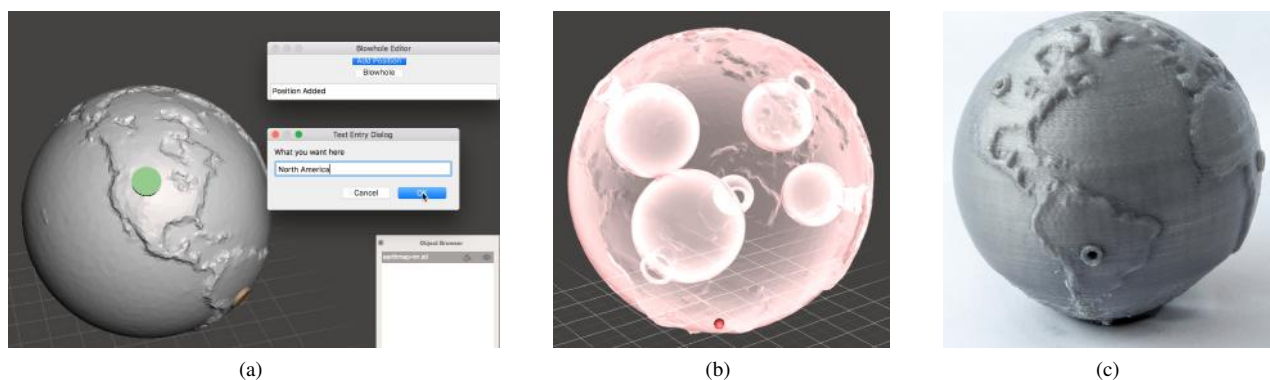 Blowhole Editor
Add Position
Blowhole
Position Added
Text Entry Dialog
What you want here
North America
Cancel
OK
Object Browser
(a)
(b)
(c)